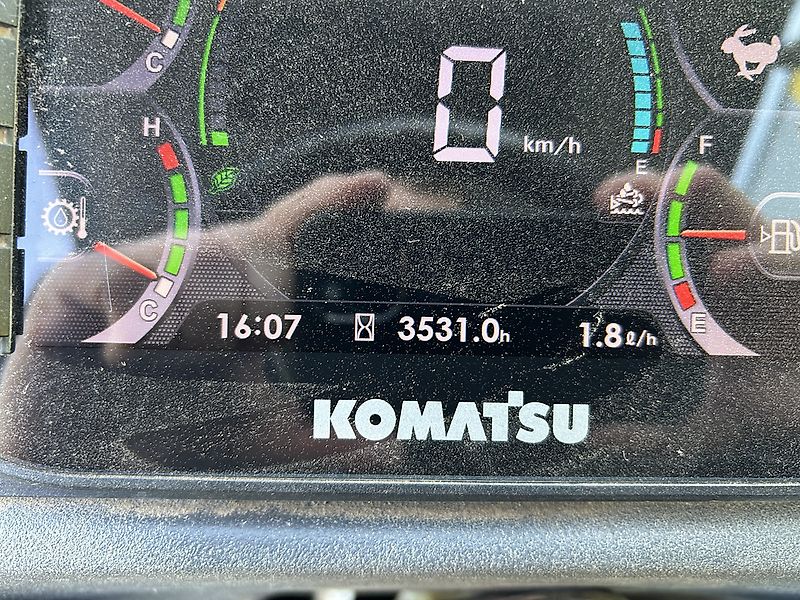 C
0 km/h
H
E
F
C
E
16:07 3531.0h 1.8ℓ/h
KOMATSU